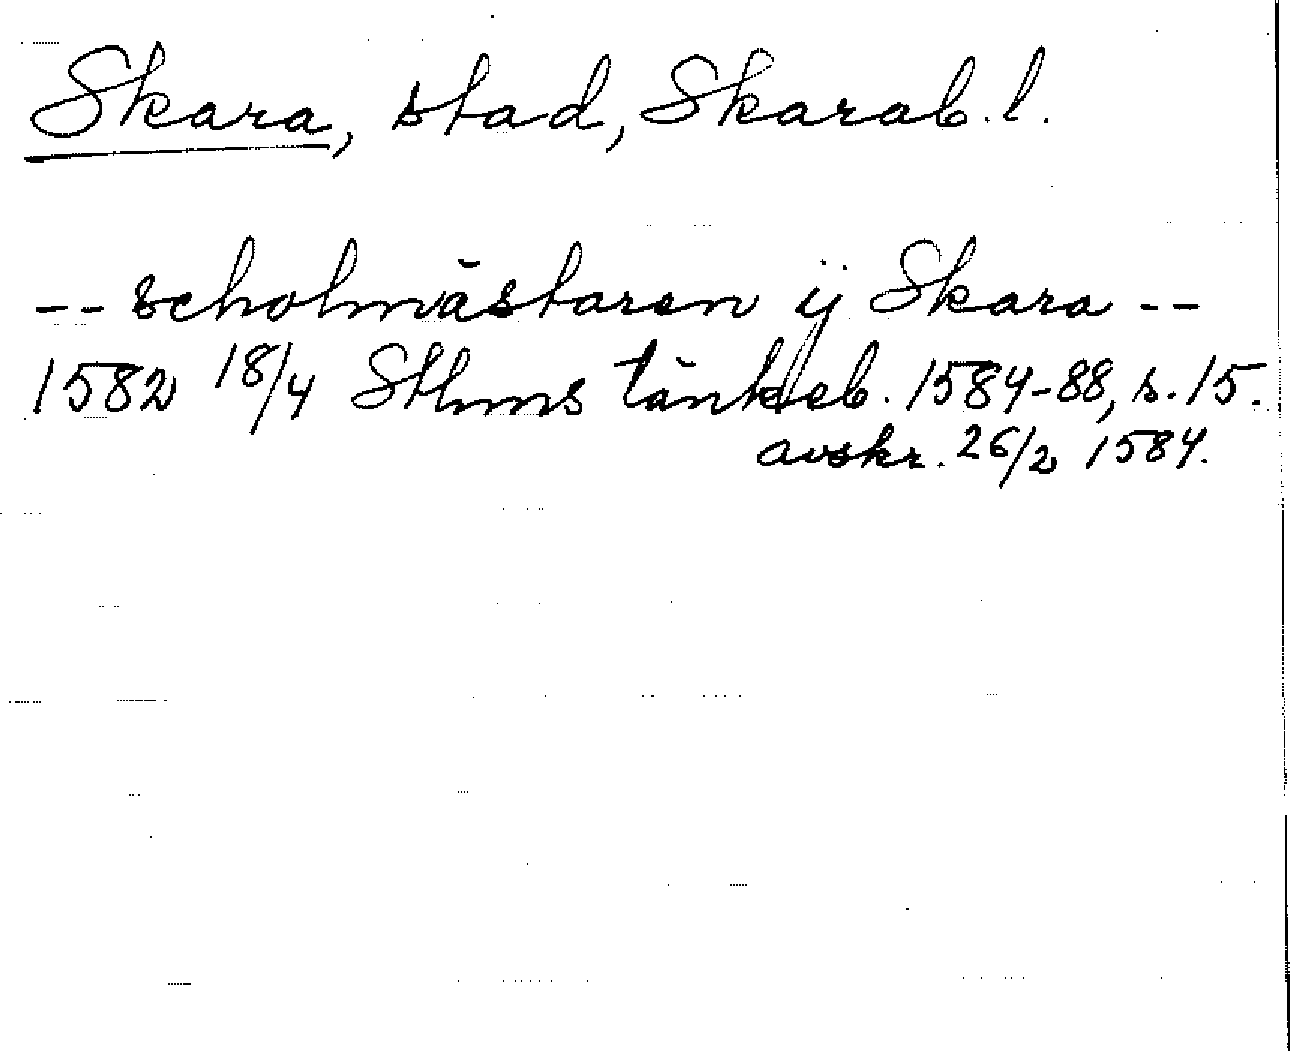 Skara, stad, Skarab. l.
-- scholmästaren ij Skara --
1582 18/4 Sthms tänkeb. 1584-88, s. 15.
avskr. 26/2 1584.